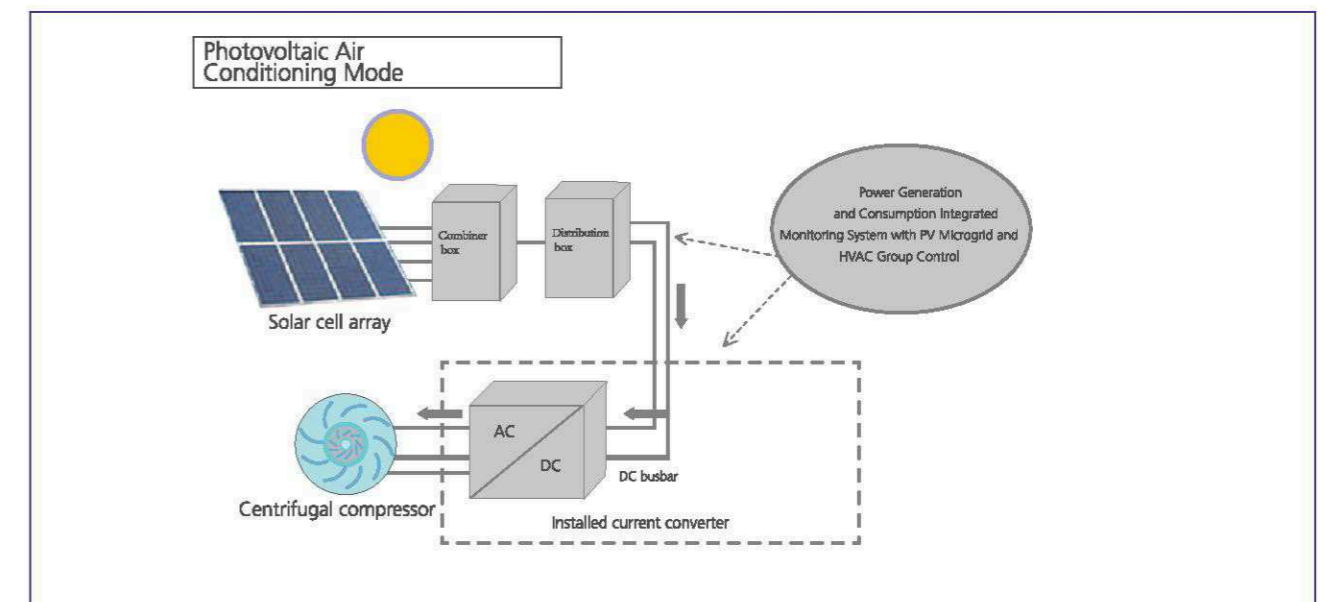 Photovoltaic Air
Conditioning Mode
Combiner
box
Distribution
box
Power Generation
and Consumption Integrated
Monitoring System with PV Microgrid and
HVAC Group Control
Solar cell array
AC
DC
DC busbar
Centrifugal compressor
Installed current converter